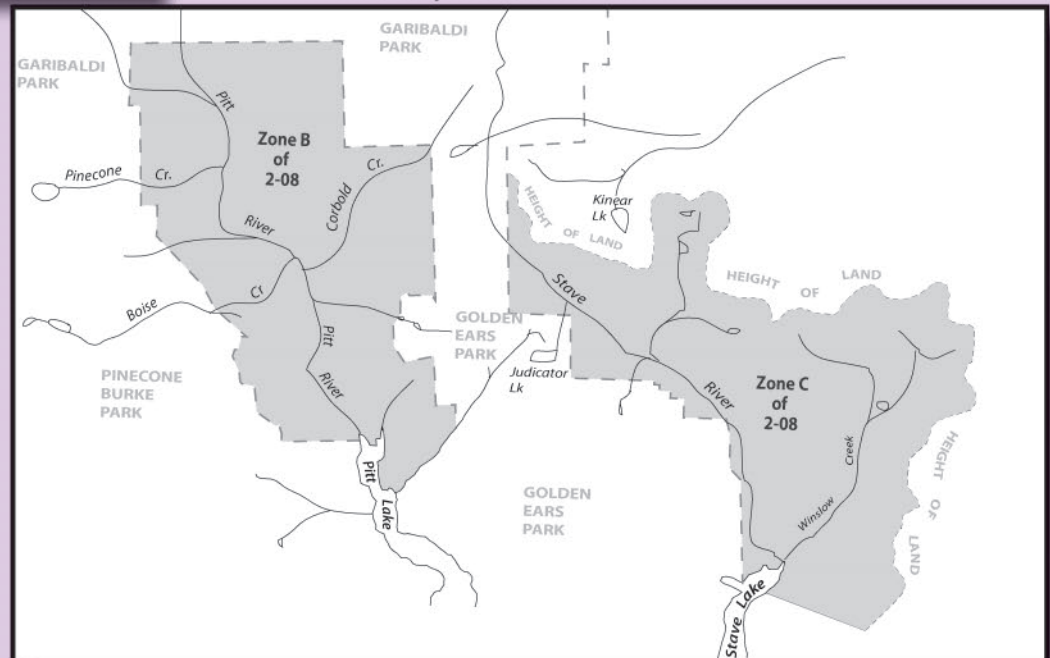 GARIBALDI
PARK
GARIBALDI
PARK
Pitt
Zone B
of
2-08
Pinecone Cr.
Corbold Cr.
River
Kinear
Lk
HEIGHT OF LAND
Boise Cr
Stave
HEIGHT OF LAND
GOLDEN
EARS
PARK
Pitt
River
Judicator
Lk
PINECONE
BURKE
PARK
River
Zone C
of
2-08
Creek
Winslow
HEIGHT OF LAND
Pitt Lake
GOLDEN
EARS
PARK
Stave Lake